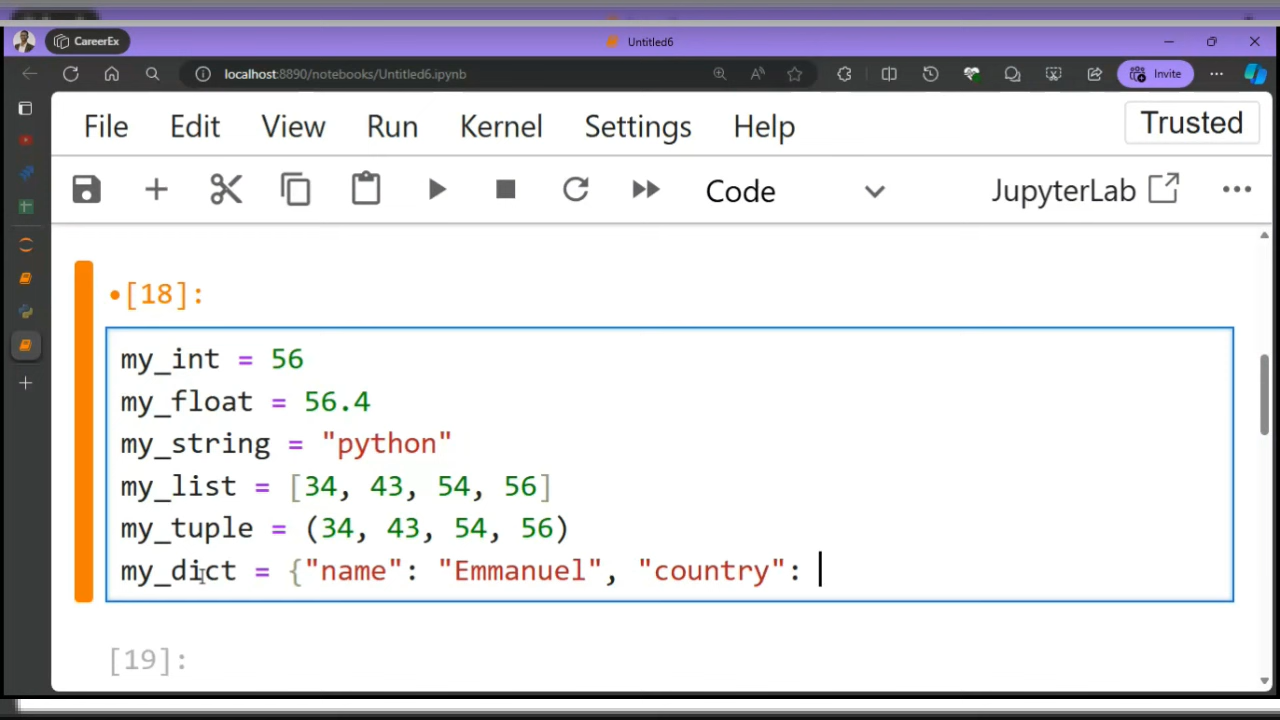 CareerEx
Untitled6
localhost:8890/notebooks/Untitled6.ipynb
Invite
File Edit View Run Kernel Settings Help
Trusted
Code
JupyterLab
[18]:
my_int = 56
my_float = 56.4
my_string = "python"
my_list = [34, 43, 54, 56]
my_tuple = (34, 43, 54, 56)
my_dict = {"name": "Emmanuel", "country":
[19]: